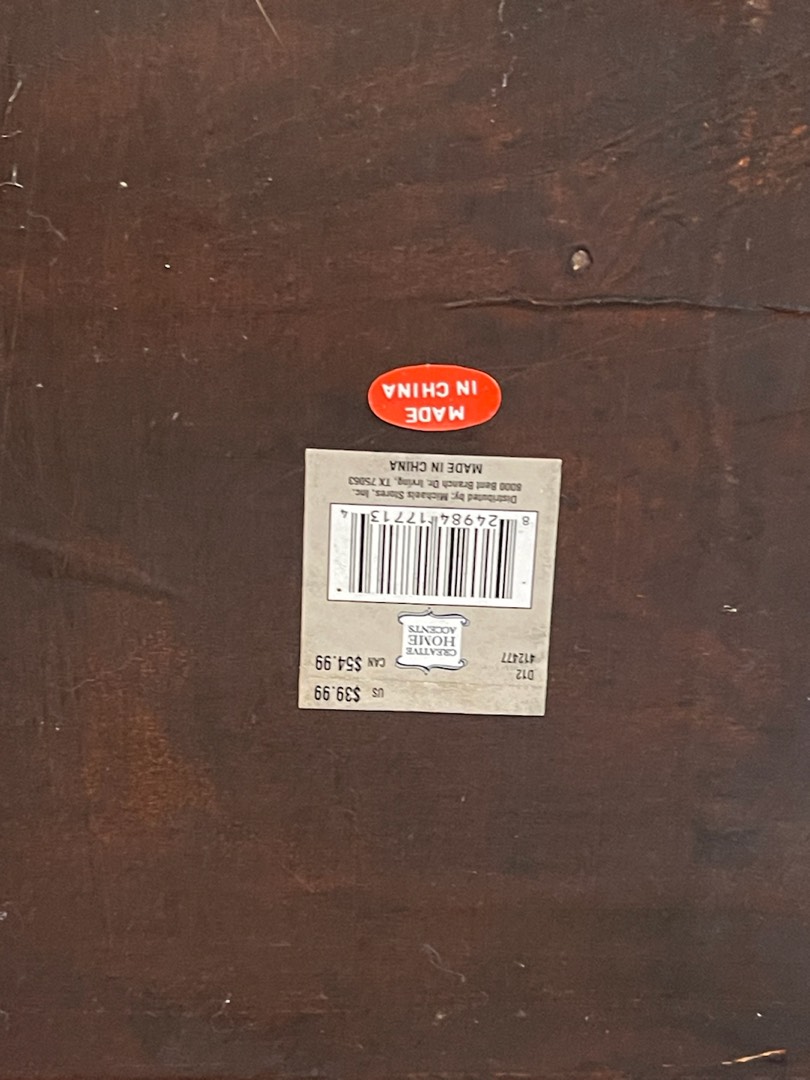 US $39.99
CAN $54.99
D12
412477
CREATIVE
HOME
ACCENTS
8 24984 17713 4
Distributed by: Michaels Stores, Inc.
8000 Bent Branch Dr. Irving, TX 75063
MADE IN CHINA
MADE
IN CHINA